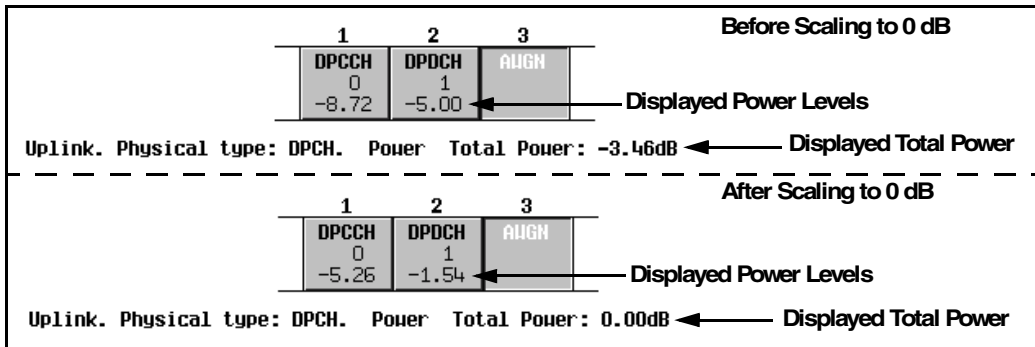 Before Scaling to 0 dB
1 2 3
DPCCH DPDCH AWGN
0 1
-8.72 -5.00 Displayed Power Levels
Uplink. Physical type: DPCH. Power Total Power: -3.46dB Displayed Total Power
After Scaling to 0 dB
1 2 3
DPCCH DPDCH AWGN
0 1
-5.26 -1.54 Displayed Power Levels
Uplink. Physical type: DPCH. Power Total Power: 0.00dB Displayed Total Power